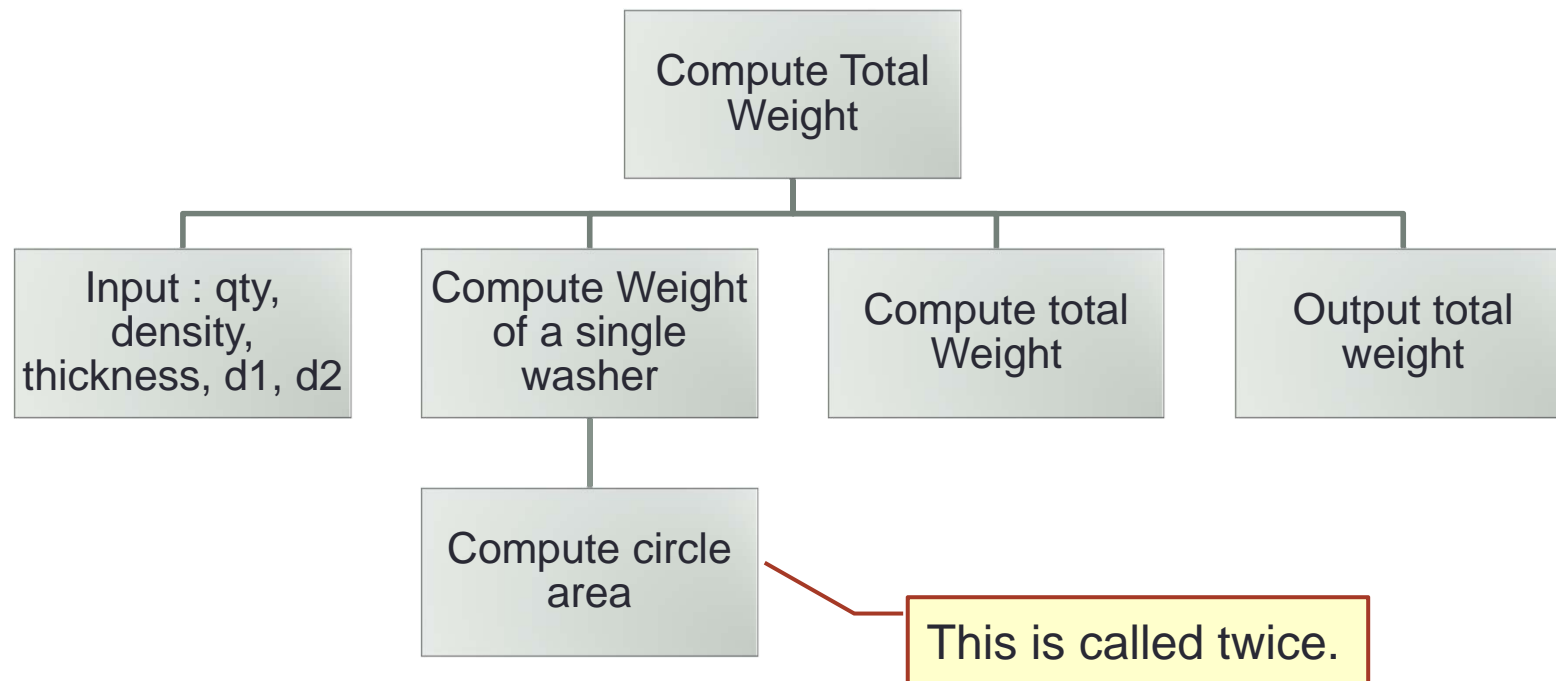 Compute Total
Weight
Input : qty,
density,
thickness, d1, d2
Compute Weight
of a single
washer
Compute total
Weight
Output total
weight
Compute circle
area
This is called twice.